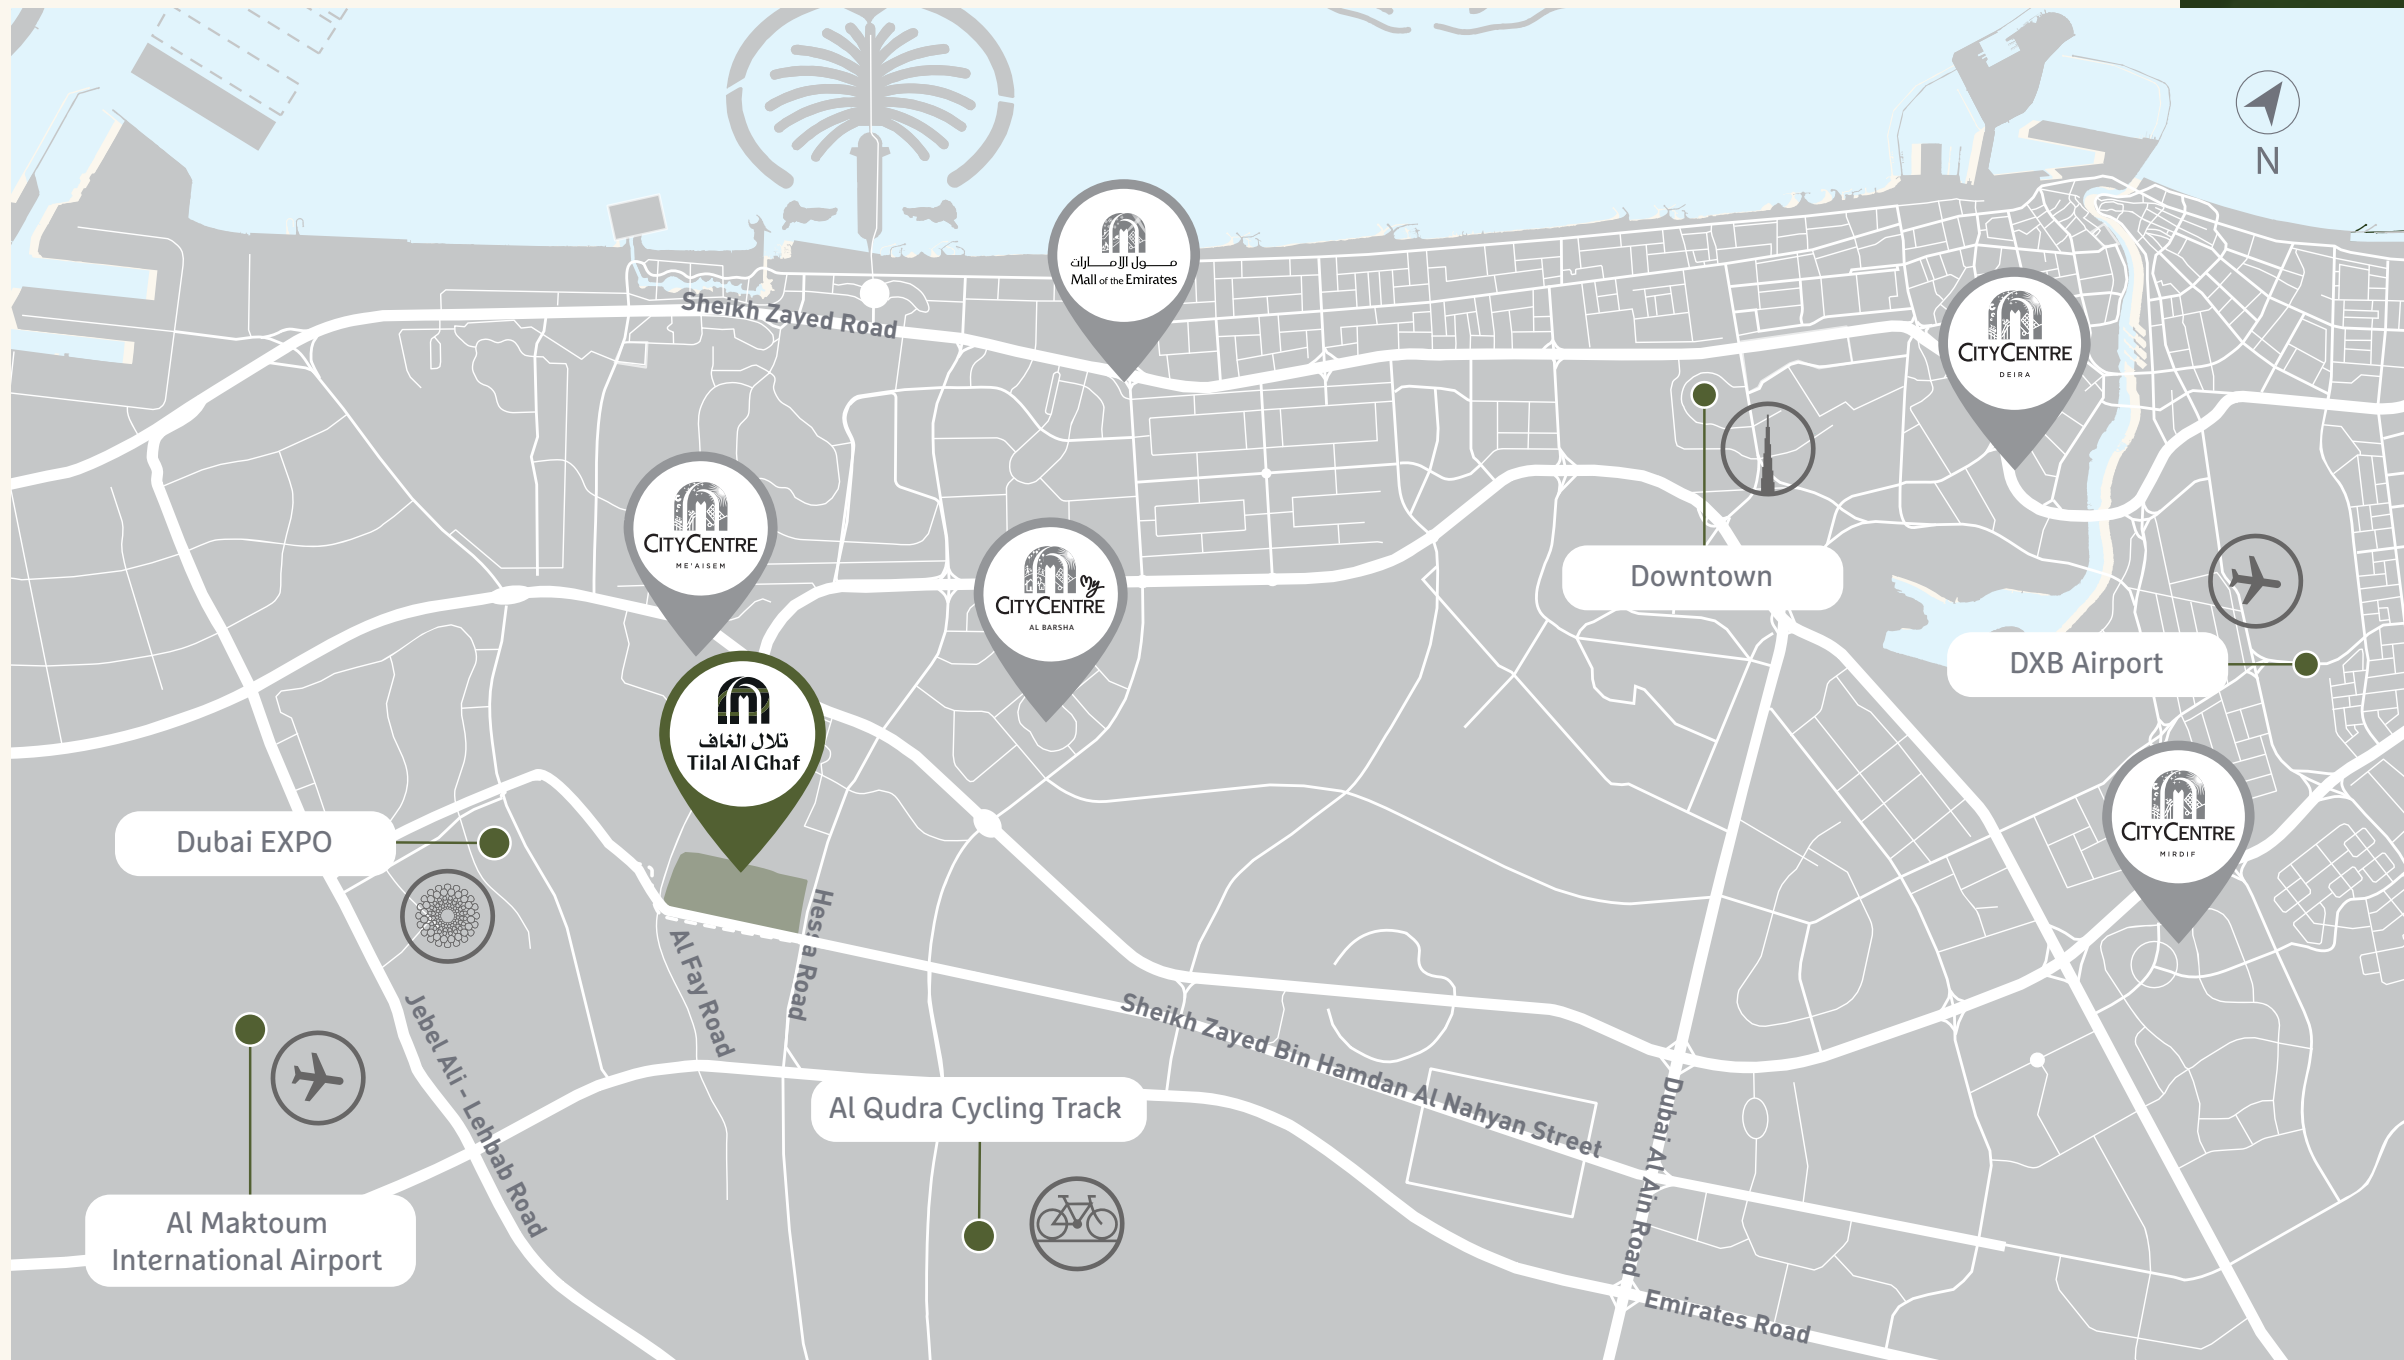 N
مول الإمارات
Mall of the Emirates
Sheikh Zayed Road
CITY CENTRE
DEIRA
CITY CENTRE
ME'AISEM
My
CITY CENTRE
AL BARSHA
Downtown
DXB Airport
تلال الغاف
Tilal Al Ghaf
CITY CENTRE
MIRDIF
Dubai EXPO
Hessa Road
Al Fay Road
Jebel Ali - Lehbab Road
Sheikh Zayed Bin Hamdan Al Nahyan Street
Al Qudra Cycling Track
Dubai Al Ain Road
Al Maktoum
International Airport
Emirates Road